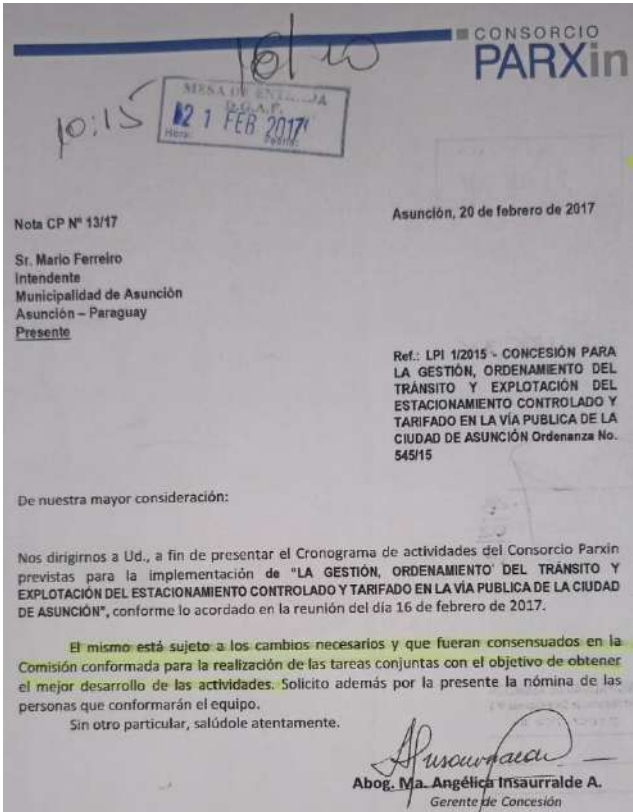 16/10
CONSORCIO
PARXin
10:15
MESA DE ENTRADA
D.G.A.F.
21 FEB 2017
Hora:
Nota CP Nº 13/17
Asunción, 20 de febrero de 2017
Sr. Mario Ferreiro
Intendente
Municipalidad de Asunción
Asunción – Paraguay
Presente
Ref.: LPI 1/2015 - CONCESIÓN PARA
LA GESTIÓN, ORDENAMIENTO DEL
TRÁNSITO Y EXPLOTACIÓN DEL
ESTACIONAMIENTO CONTROLADO Y
TARIFADO EN LA VÍA PUBLICA DE LA
CIUDAD DE ASUNCIÓN Ordenanza No.
545/15
De nuestra mayor consideración:
Nos dirigimos a Ud., a fin de presentar el Cronograma de actividades del Consorcio Parxin
previstas para la implementación de "LA GESTIÓN, ORDENAMIENTO DEL TRÁNSITO Y
EXPLOTACIÓN DEL ESTACIONAMIENTO CONTROLADO Y TARIFADO EN LA VÍA PUBLICA DE LA CIUDAD
DE ASUNCIÓN", conforme lo acordado en la reunión del día 16 de febrero de 2017.
El mismo está sujeto a los cambios necesarios y que fueran consensuados en la
Comisión conformada para la realización de las tareas conjuntas con el objetivo de obtener
el mejor desarrollo de las actividades. Solicito además por la presente la nómina de las
personas que conformarán el equipo.
Sin otro particular, salúdole atentamente.
Abog. Ma. Angélica Insaurralde A.
Gerente de Concesión